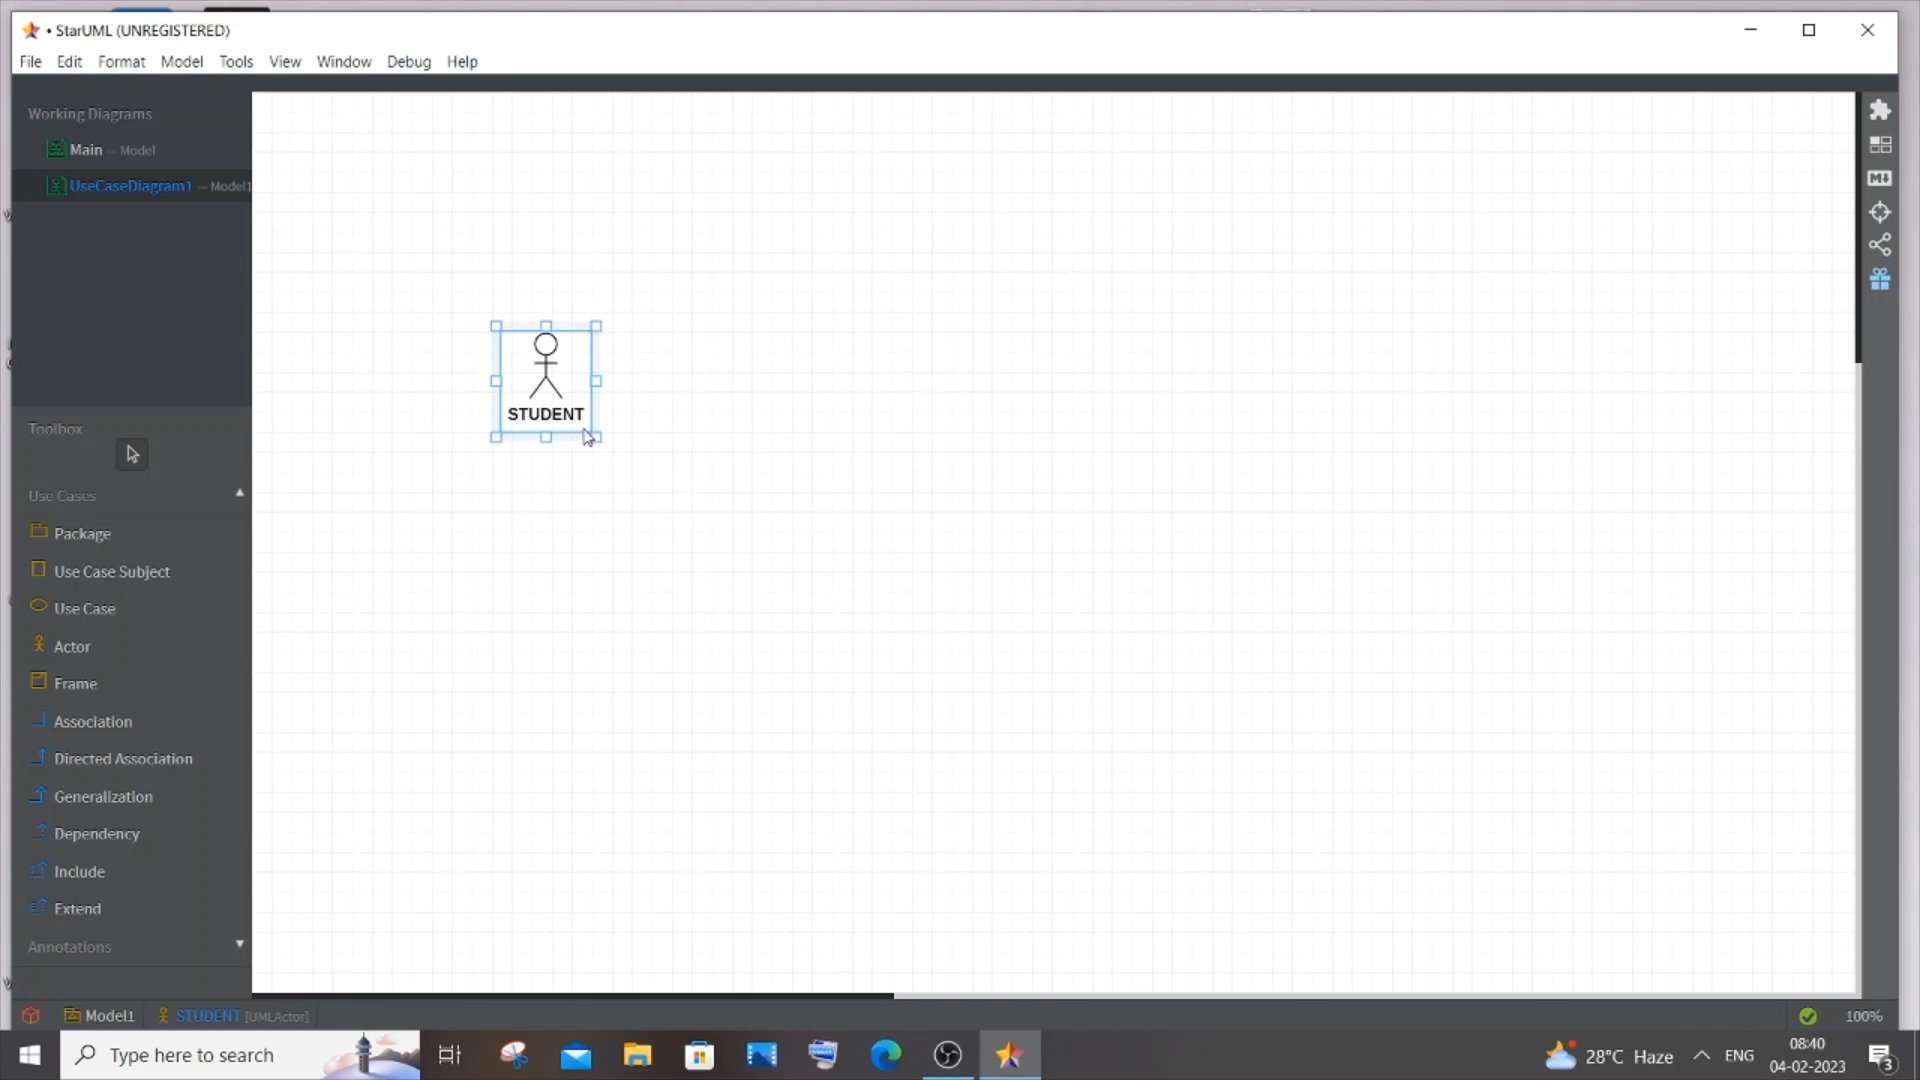 • StarUML (UNREGISTERED)
File Edit Format Model Tools View Window Debug Help
Working Diagrams
Main — Model
UseCaseDiagram1 — Model1
STUDENT
Toolbox
Use Cases
Package
Use Case Subject
Use Case
Actor
Frame
Association
Directed Association
Generalization
Dependency
Include
Extend
Annotations
Model1 STUDENT [UMLActor] 100%
Type here to search
28°C Haze ENG
08:40
04-02-2023
3